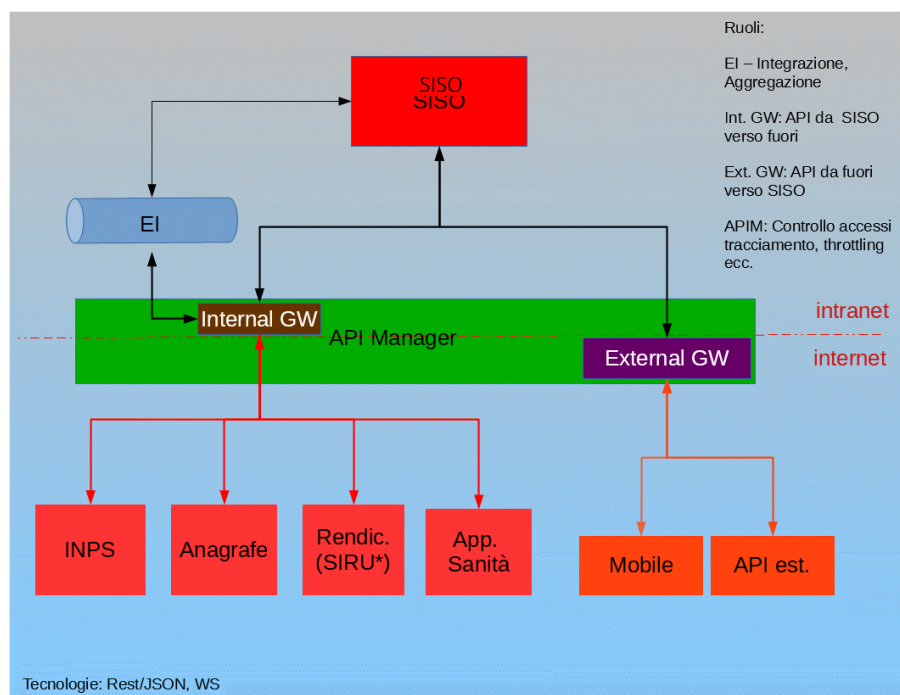 Ruoli:
EI – Integrazione,
Aggregazione
Int. GW: API da SISO
verso fuori
Ext. GW: API da fuori
verso SISO
APIM: Controllo accessi
tracciamento, throttling
ecc.
SISO
SISO
EI
Internal GW
API Manager
External GW
intranet
internet
INPS
Anagrafe
Rendic.
(SIRU*)
App.
Sanità
Mobile
API est.
Tecnologie: Rest/JSON, WS